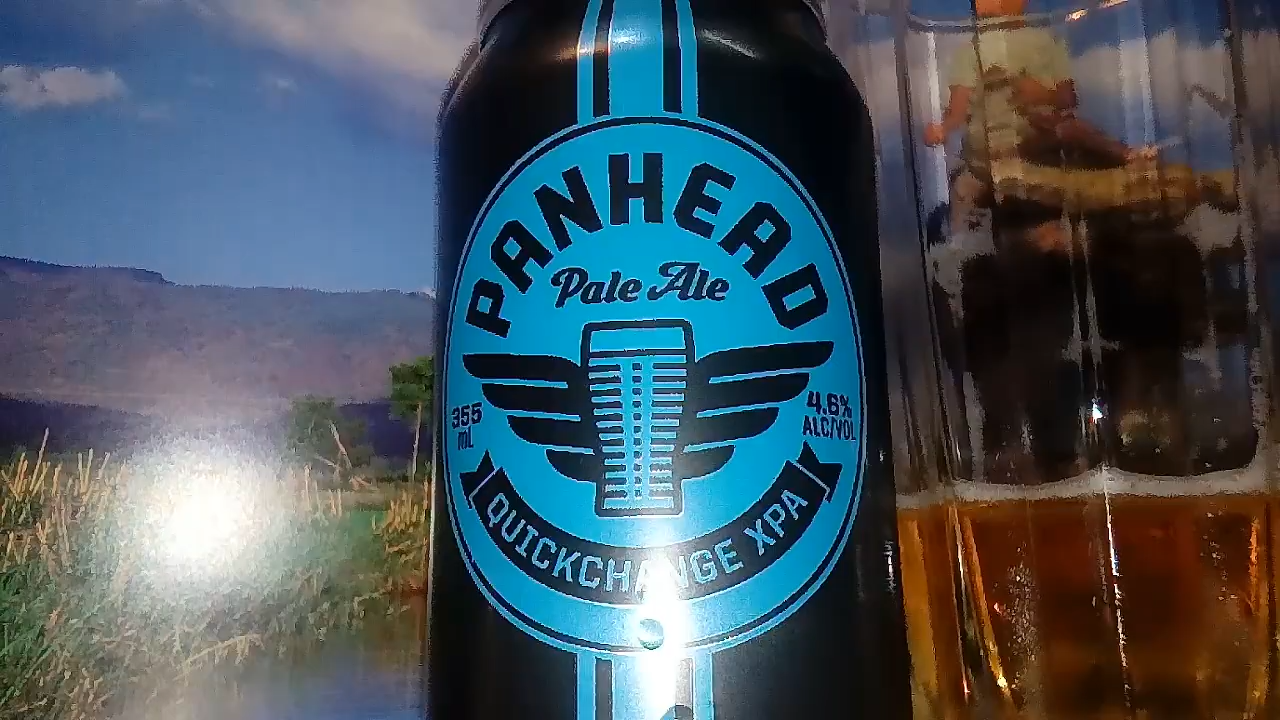 PANHEAD
Pale Ale
355 mL
4.6% ALC/VOL
QUICKCHANGE XPA